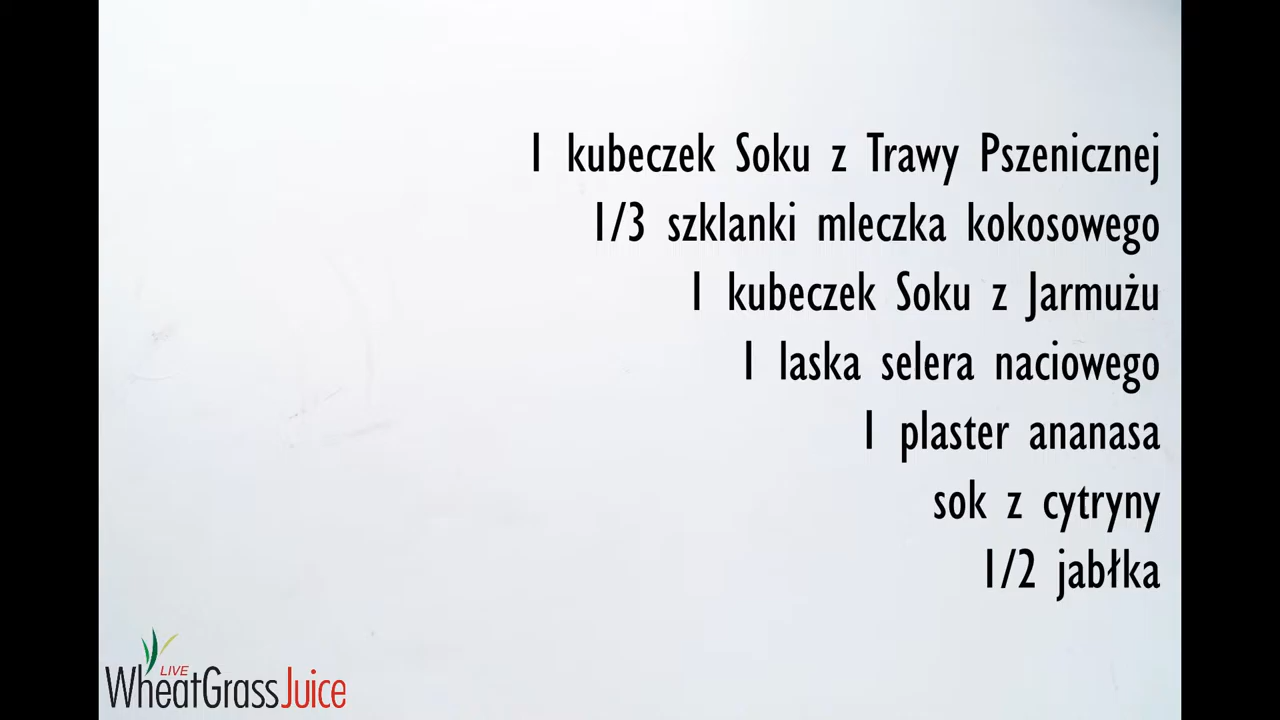 1 kubeczek Soku z Trawy Pszenicznej
1/3 szklanki mleczka kokosowego
1 kubeczek Soku z Jarmużu
1 laska selera naciowego
1 plaster ananasa
sok z cytryny
1/2 jabłka
LIVE
WheatGrassJuice